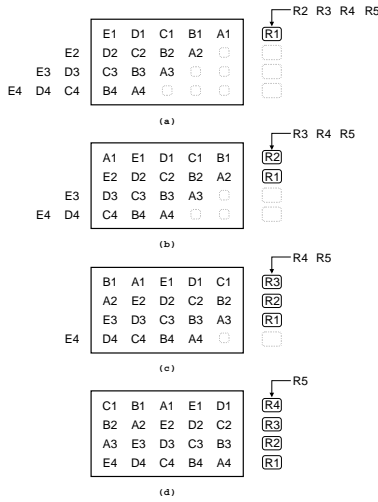 R2 R3 R4 R5
E1 D1 C1 B1 A1 R1
E2 D2 C2 B2 A2
E3 D3 C3 B3 A3
E4 D4 C4 B4 A4
(a)
R3 R4 R5
A1 E1 D1 C1 B1 R2
E2 D2 C2 B2 A2 R1
E3 D3 C3 B3 A3
E4 D4 C4 B4 A4
(b)
R4 R5
B1 A1 E1 D1 C1 R3
A2 E2 D2 C2 B2 R2
E3 D3 C3 B3 A3 R1
E4 D4 C4 B4 A4
(c)
R5
C1 B1 A1 E1 D1 R4
B2 A2 E2 D2 C2 R3
A3 E3 D3 C3 B3 R2
E4 D4 C4 B4 A4 R1
(d)